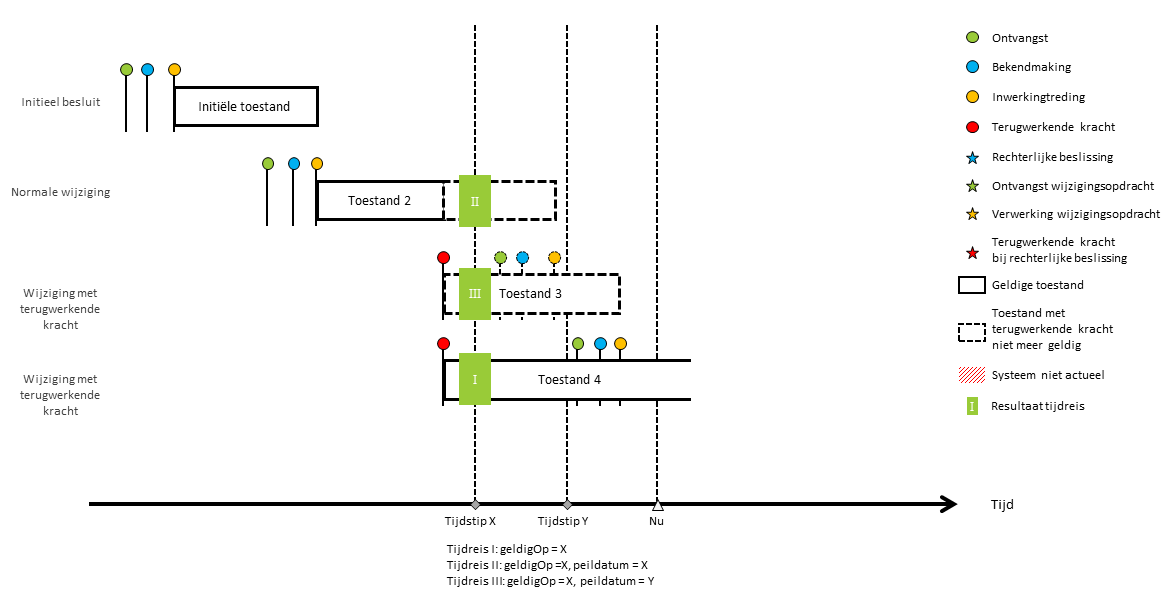 Initieel besluit
Initiële toestand
Normale wijziging
Toestand 2
II
Wijziging met
terugwerkende
kracht
III
Toestand 3
Wijziging met
terugwerkende
kracht
I
Toestand 4
Ontvangst
Bekendmaking
Inwerkingtreding
Terugwerkende kracht
Rechterlijke beslissing
Ontvangst wijzigingsopdracht
Verwerking wijzigingsopdracht
Terugwerkende kracht
bij rechterlijke beslissing
Geldige toestand
Toestand met
terugwerkende kracht
niet meer geldig
Systeem niet actueel
I
Resultaat tijdreis
Tijd
Tijdstip X
Tijdstip Y
Nu
Tijdreis I: geldigOp = X
Tijdreis II: geldigOp =X, peildatum = X
Tijdreis III: geldigOp =X, peildatum = Y